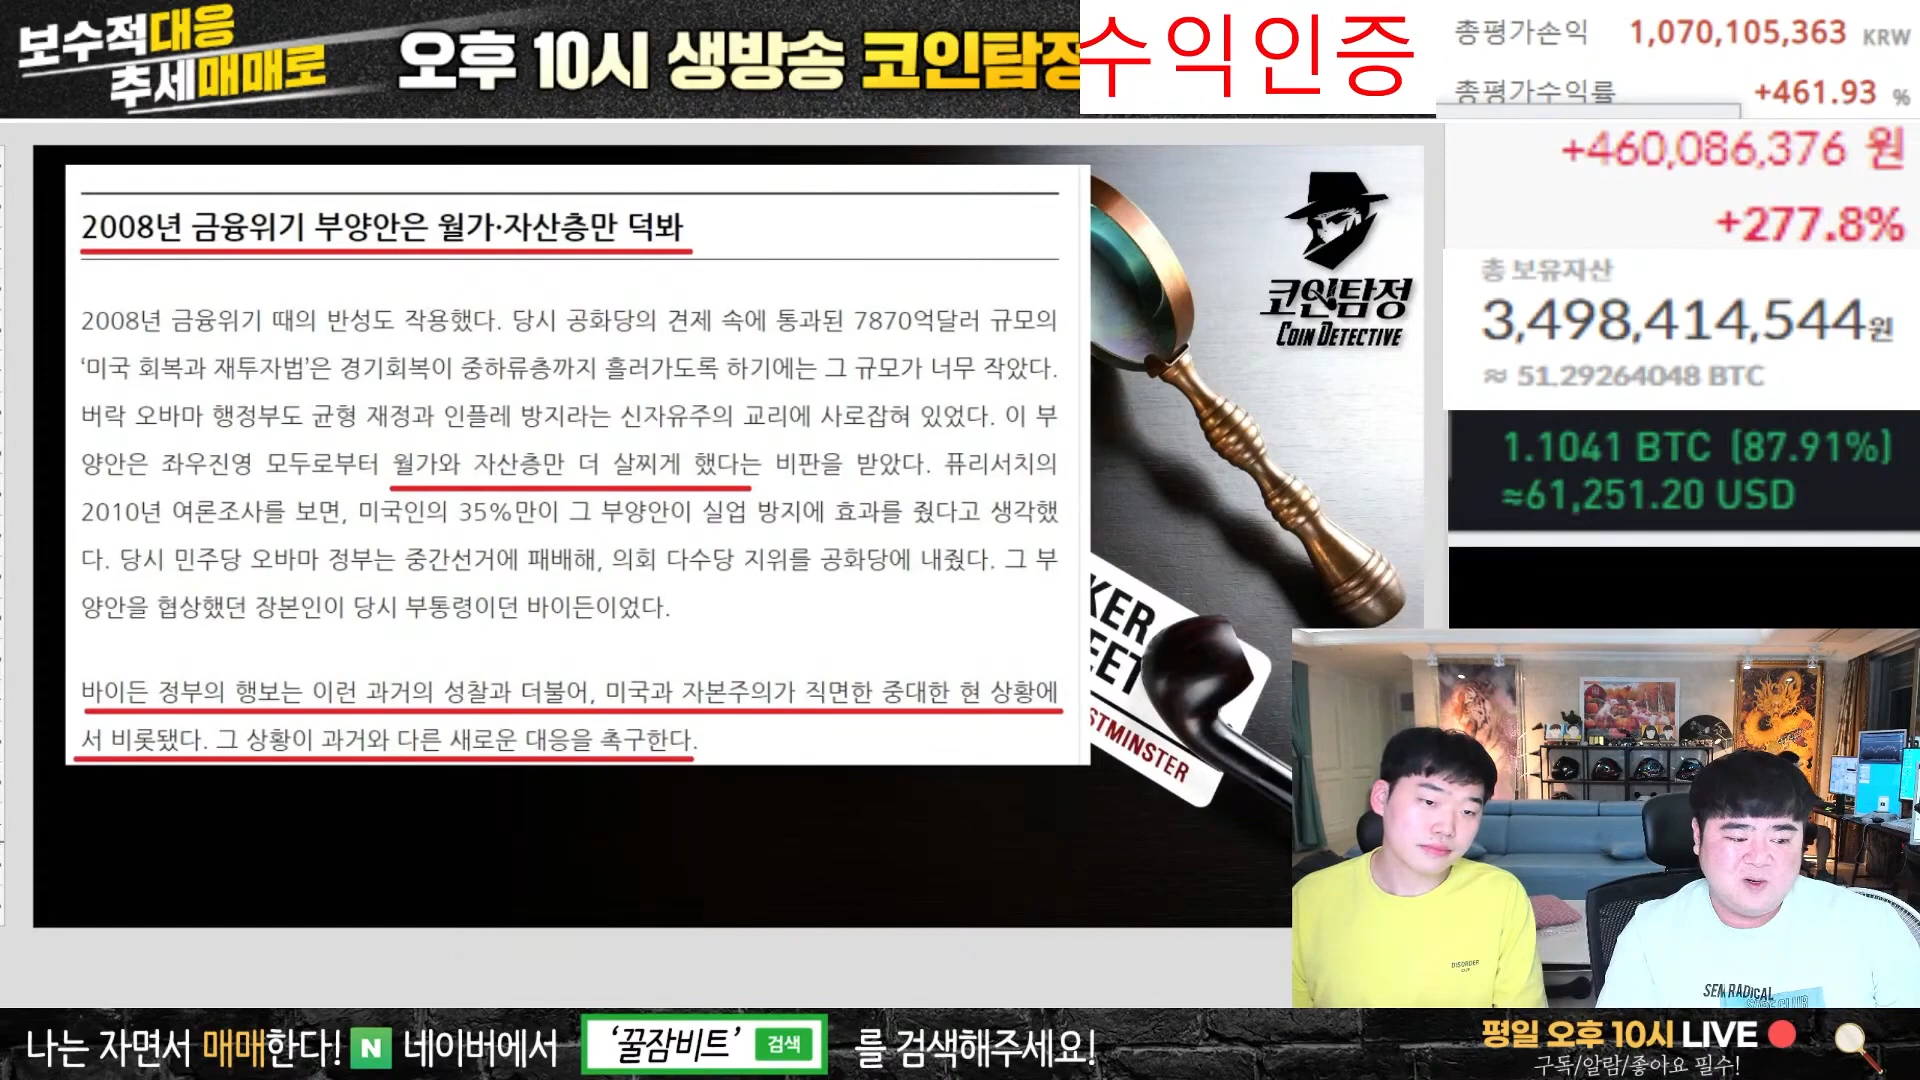 보수적대응
추세매매로
오후 10시 생방송 코인탐정
수익인증
총평가손익 1,070,105,363 KRW
총평가수익률 +461.93 %
+460,086,376 원
+277.8%
총 보유자산
3,498,414,544원
≈ 51.29264048 BTC
1.1041 BTC (87.91%)
≈61,251.20 USD
2008년 금융위기 부양안은 월가·자산층만 덕봐
2008년 금융위기 때의 반성도 작용했다. 당시 공화당의 견제 속에 통과된 7870억달러 규모의
‘미국 회복과 재투자법’은 경기회복이 중하류층까지 흘러가도록 하기에는 그 규모가 너무 작았다.
버락 오바마 행정부도 균형 재정과 인플레 방지라는 신자유주의 교리에 사로잡혀 있었다. 이 부
양안은 좌우진영 모두로부터 월가와 자산층만 더 살찌게 했다는 비판을 받았다. 퓨리서치의
2010년 여론조사를 보면, 미국인의 35%만이 그 부양안이 실업 방지에 효과를 줬다고 생각했
다. 당시 민주당 오바마 정부는 중간선거에 패배해, 의회 다수당 지위를 공화당에 내줬다. 그 부
양안을 협상했던 장본인이 당시 부통령이던 바이든이었다.
바이든 정부의 행보는 이런 과거의 성찰과 더불어, 미국과 자본주의가 직면한 중대한 현 상황에
서 비롯됐다. 그 상황이 과거와 다른 새로운 대응을 촉구한다.
코인탐정
COIN DETECTIVE
KER
EET
STMINSTER
DISORDER
SEM RADICAL
나는 자면서 매매한다! N 네이버에서 ‘꿀잠비트’ 검색 를 검색해주세요!
평일 오후 10시 LIVE
구독/알람/좋아요 필수!